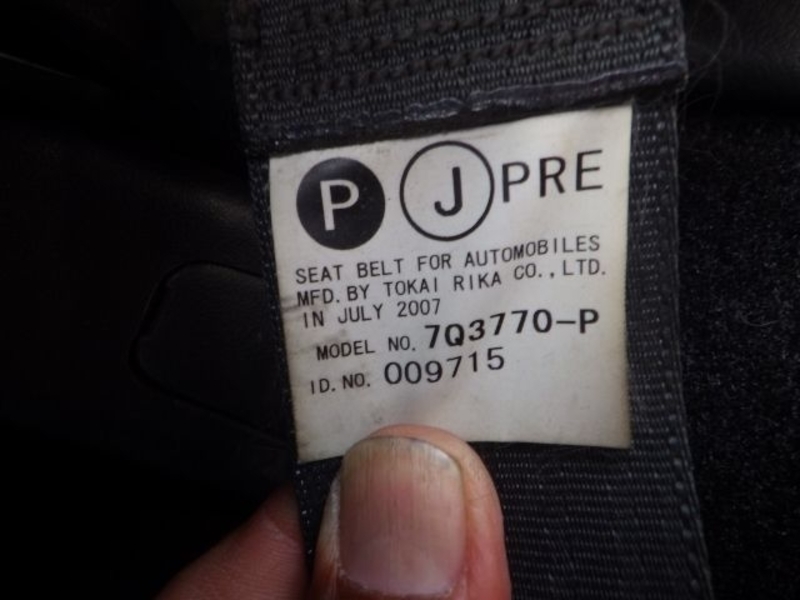 P J PRE
SEAT BELT FOR AUTOMOBILES
MFD. BY TOKAI RIKA CO., LTD.
IN JULY 2007
MODEL NO. 7Q3770-P
ID. NO. 009715